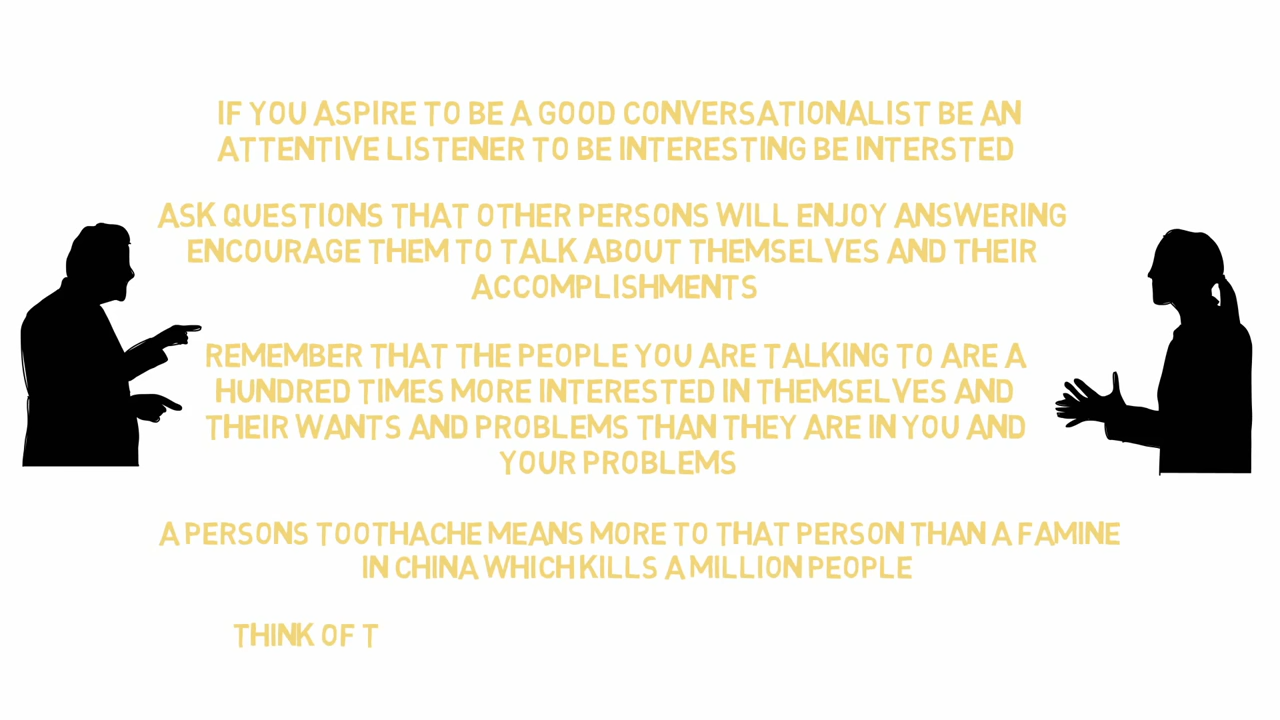 IF YOU ASPIRE TO BE A GOOD CONVERSATIONALIST BE AN
ATTENTIVE LISTENER TO BE INTERESTING BE INTERSTED
ASK QUESTIONS THAT OTHER PERSONS WILL ENJOY ANSWERING
ENCOURAGE THEM TO TALK ABOUT THEMSELVES AND THEIR
ACCOMPLISHMENTS
REMEMBER THAT THE PEOPLE YOU ARE TALKING TO ARE A
HUNDRED TIMES MORE INTERESTED IN THEMSELVES AND
THEIR WANTS AND PROBLEMS THAN THEY ARE IN YOU AND
YOUR PROBLEMS
A PERSONS TOOTHACHE MEANS MORE TO THAT PERSON THAN A FAMINE
IN CHINA WHICH KILLS A MILLION PEOPLE
THINK OF T